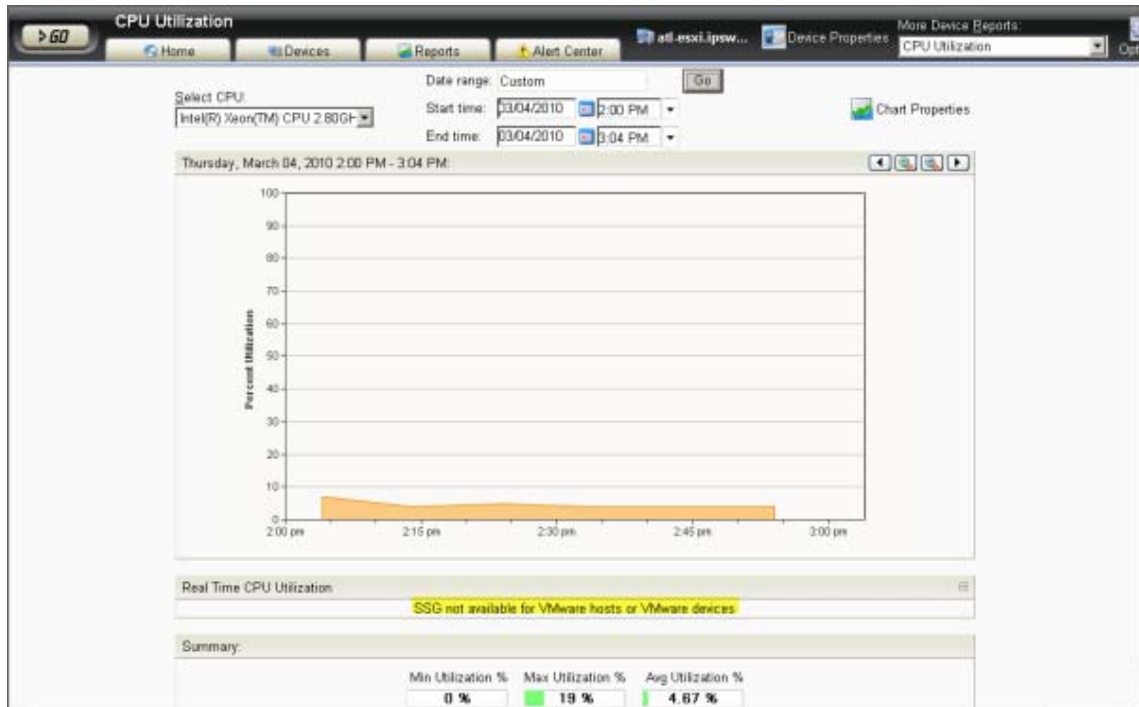 CPU Utilization
>GO
Home
Devices
Reports
Alert Center
atl-esxi.ipsw...
Device Properties
More Device Reports:
CPU Utilization
Select CPU:
Intel(R) Xeon(TM) CPU 2.80GH
Date range: Custom
Go
Start time: 03/04/2010 2:00 PM
End time: 03/04/2010 3:04 PM
Chart Properties
Thursday, March 04, 2010 2:00 PM - 3:04 PM:
Percent Utilization
100
90
80
70
60
50
40
30
20
10
0
2:00 pm 2:15 pm 2:30 pm 2:45 pm 3:00 pm
Real Time CPU Utilization
SSG not available for VMware hosts or VMware devices
Summary:
Min Utilization % Max Utilization % Avg Utilization %
0 % 19 % 4.67 %